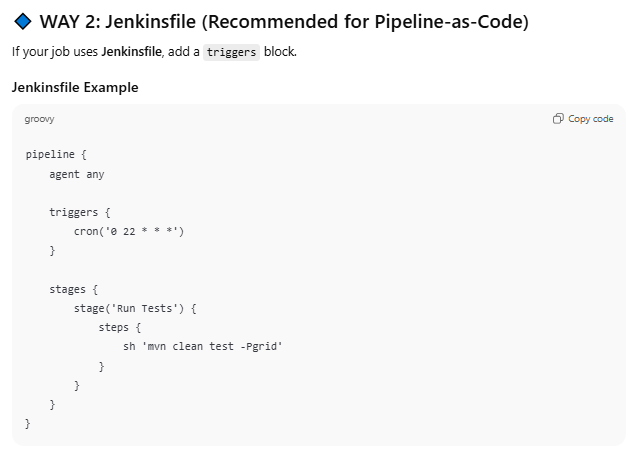 WAY 2: Jenkinsfile (Recommended for Pipeline-as-Code)
If your job uses Jenkinsfile, add a triggers block.
Jenkinsfile Example
groovy
Copy code
pipeline {
    agent any
    triggers {
        cron('0 22 * * *')
    }
    stages {
        stage('Run Tests') {
            steps {
                sh 'mvn clean test -Pgrid'
            }
        }
    }
}